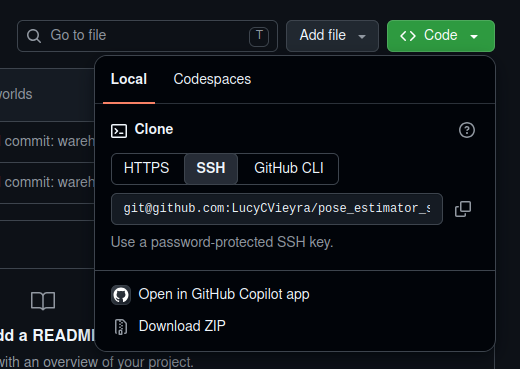 Go to file T Add file Code
Local Codespaces
worlds
Clone
commit: wareh
HTTPS SSH GitHub CLI
commit: wareh
git@github.com:LucyCVieyra/pose_estimator_s
Use a password-protected SSH key.
Open in GitHub Copilot app
Download ZIP
dd a README
with an overview of your project.